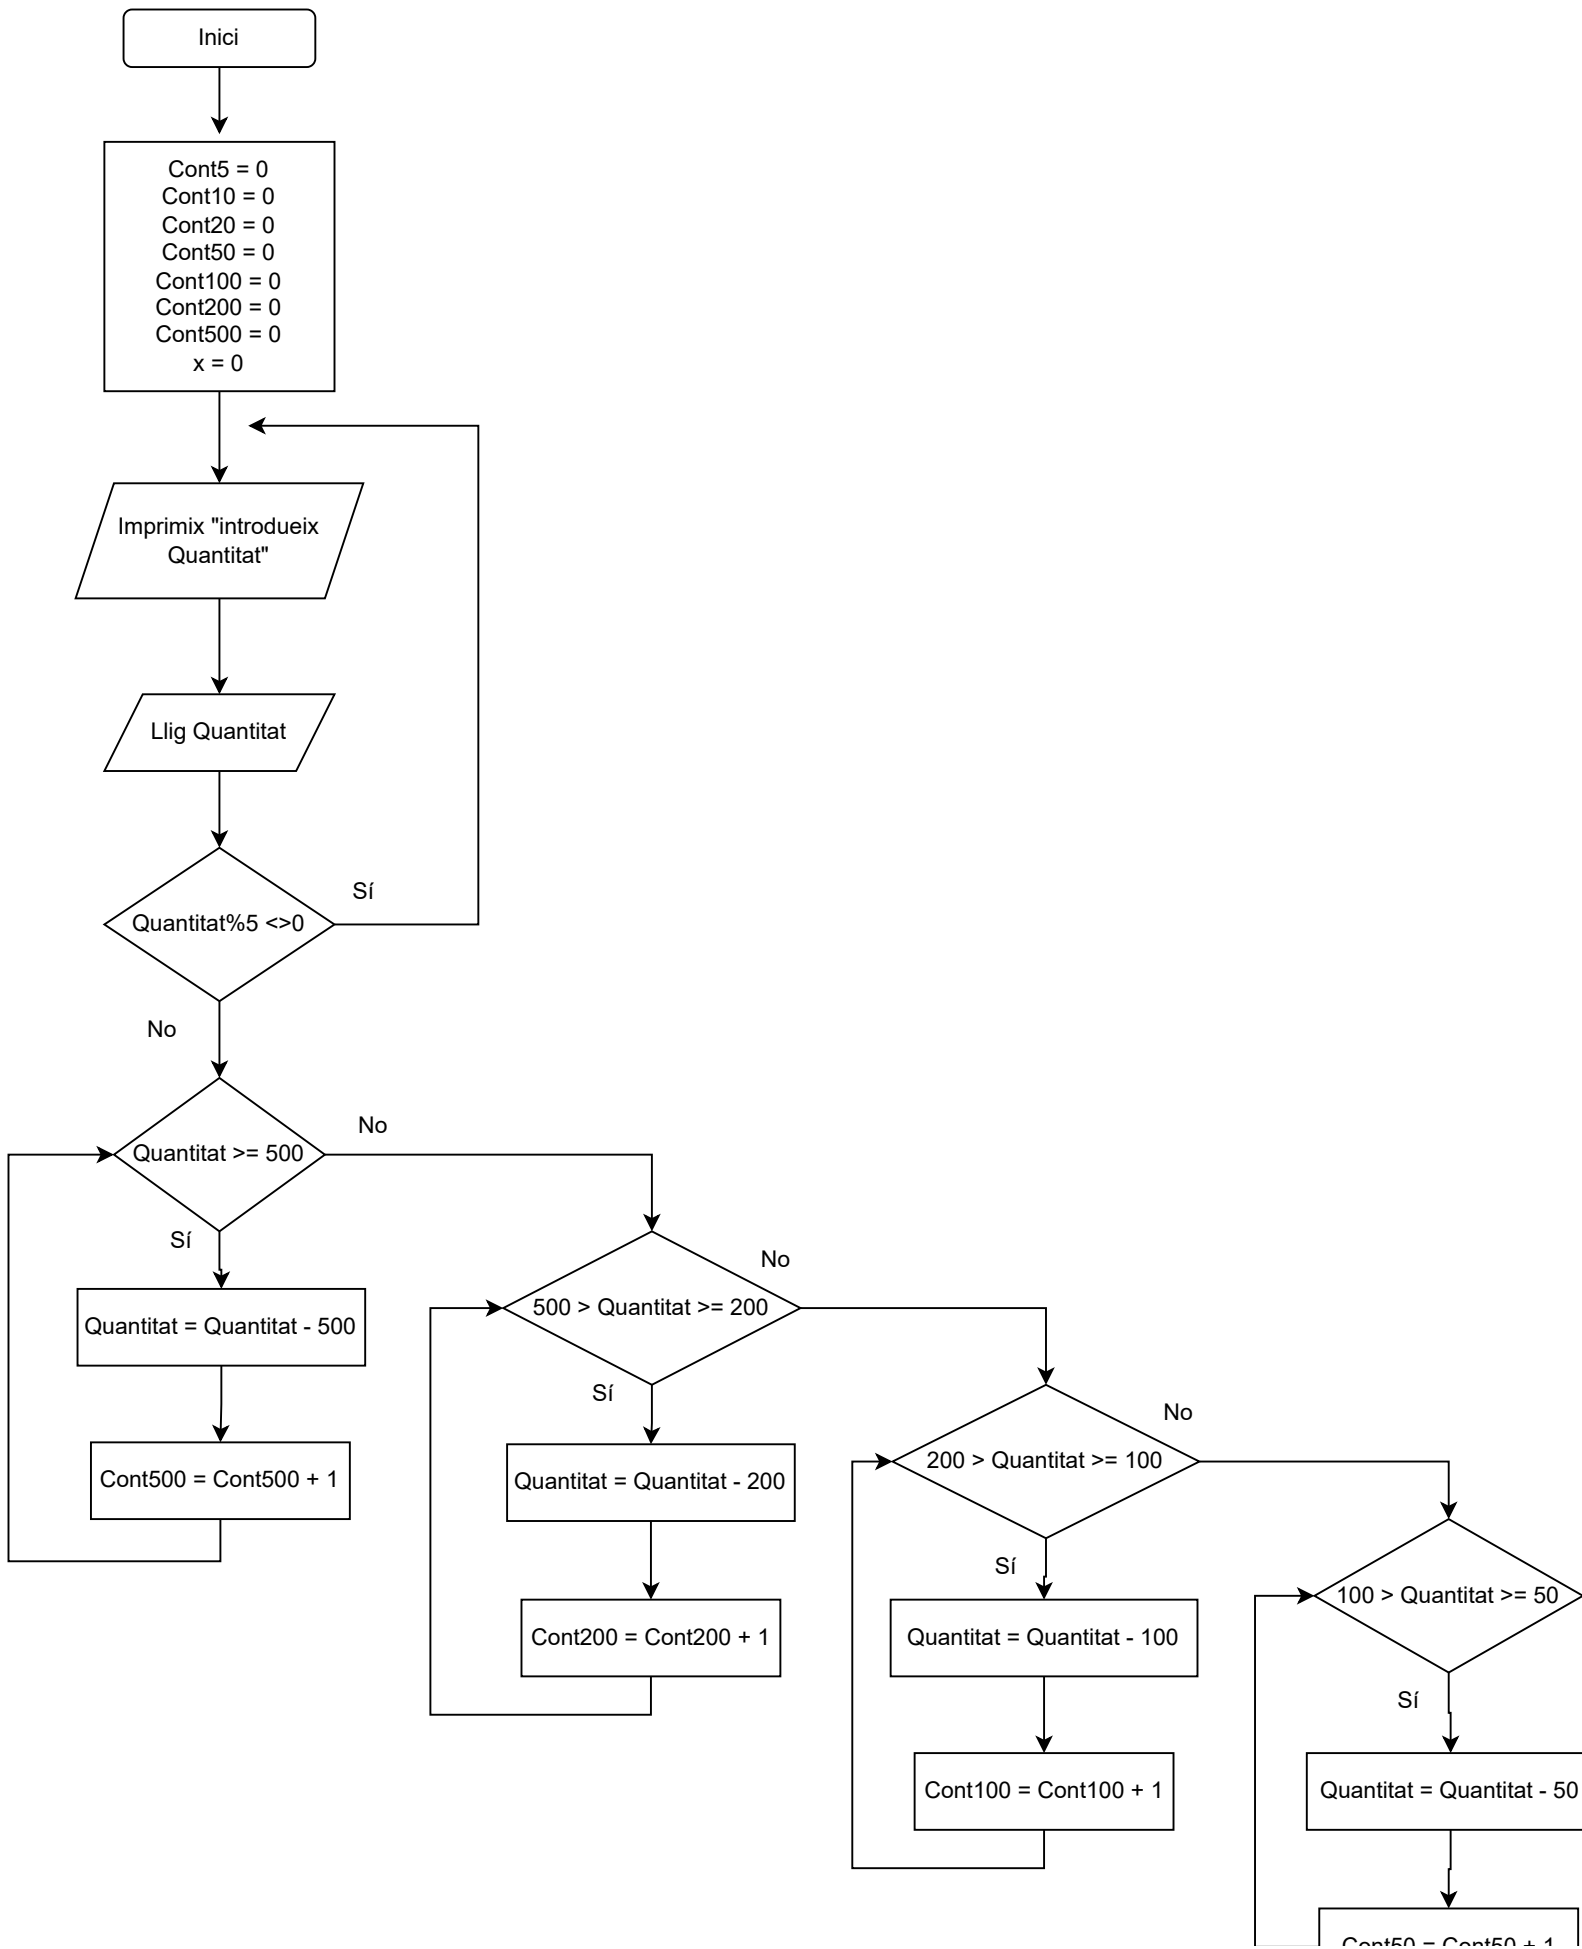 Inici
Cont5 = 0
Cont10 = 0
Cont20 = 0
Cont50 = 0
Cont100 = 0
Cont200 = 0
Cont500 = 0
x = 0
Imprimix "introdueix
Quantitat"
Llig Quantitat
Sí
Quantitat%5 <>0
No
No
Quantitat >= 500
Sí
Quantitat = Quantitat - 500
Cont500 = Cont500 + 1
No
500 > Quantitat >= 200
Sí
Quantitat = Quantitat - 200
Cont200 = Cont200 + 1
No
200 > Quantitat >= 100
Sí
Quantitat = Quantitat - 100
Cont100 = Cont100 + 1
100 > Quantitat >= 50
Sí
Quantitat = Quantitat - 50
Cont50 = Cont50 + 1